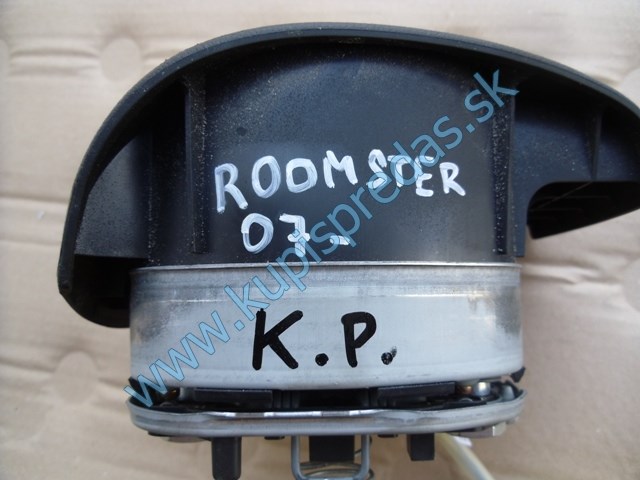 ROOMSTER
07-
K.P.
www.kupispredas.sk